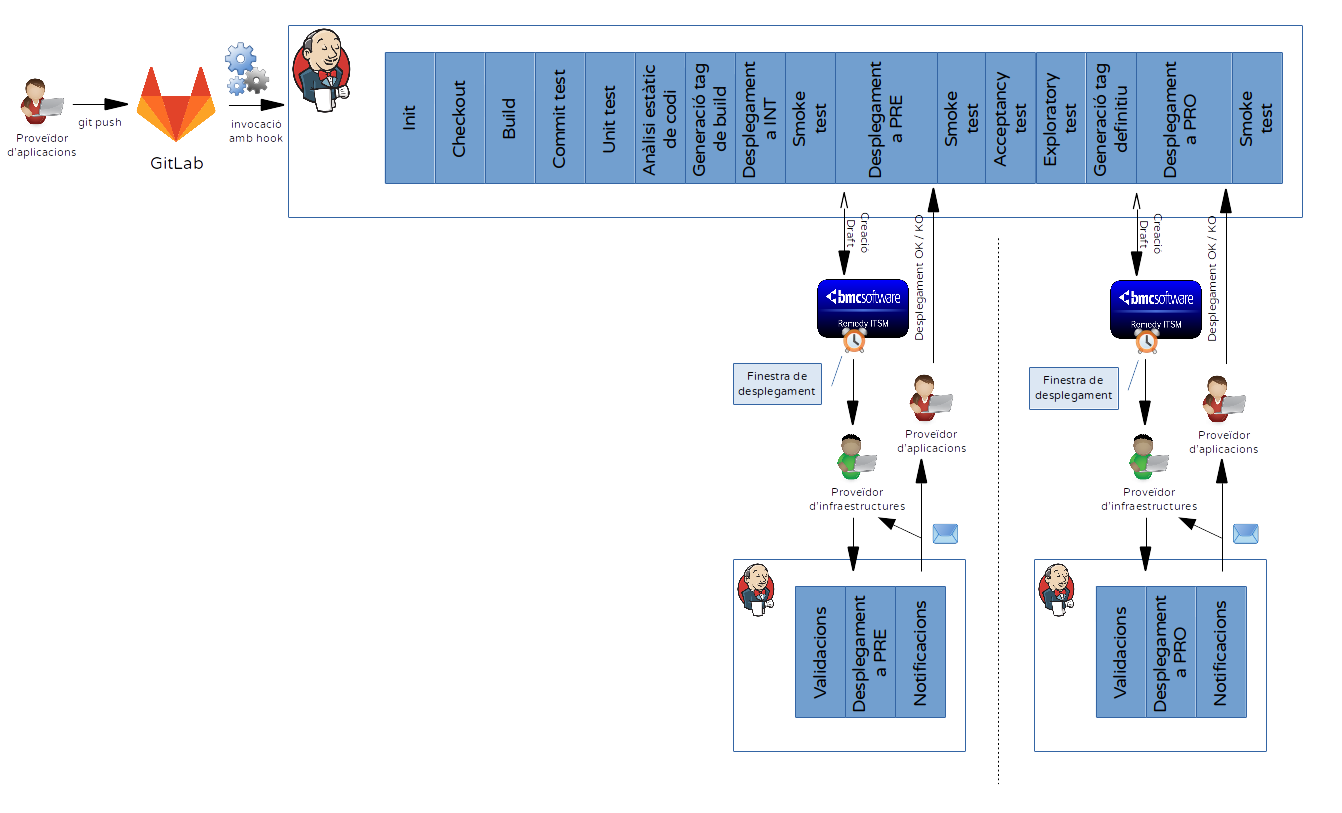 Proveïdor
d'aplicacions
git push
GitLab
invocació
amb hook
Init
Checkout
Build
Commit test
Unit test
Anàlisi estàtic
de codi
Generació tag
de build
Desplegament
a INT
Smoke
test
Desplegament
a PRE
Smoke
test
Acceptancy
test
Exploratory
test
Generació tag
definitiu
Desplegament
a PRO
Smoke
test
Creació
Draft
Desplegament OK / KO
bmcsoftware
Remedy ITSM
Finestra de
desplegament
Proveïdor
d'aplicacions
Proveïdor
d'infraestructures
Validacions
Desplegament
a PRE
Notificacions
Creació
Draft
Desplegament OK / KO
bmcsoftware
Remedy ITSM
Finestra de
desplegament
Proveïdor
d'aplicacions
Proveïdor
d'infraestructures
Validacions
Desplegament
a PRO
Notificacions